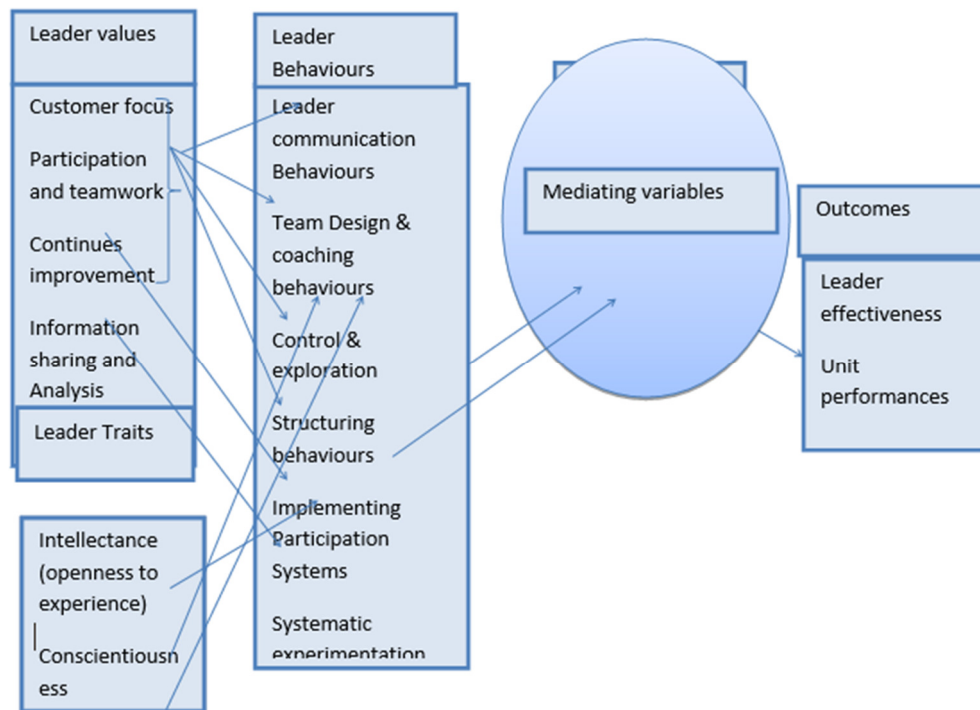 Leader values
Customer focus
Participation
and teamwork
Continues
improvement
Information
sharing and
Analysis
Leader Traits
Intellectance
(openness to
experience)
Conscientiousn
ess
Leader
Behaviours
Leader
communication
Behaviours
Team Design &
coaching
behaviours
Control &
exploration
Structuring
behaviours
Implementing
Participation
Systems
Systematic
experimentation
Mediating variables
Outcomes
Leader
effectiveness
Unit
performances